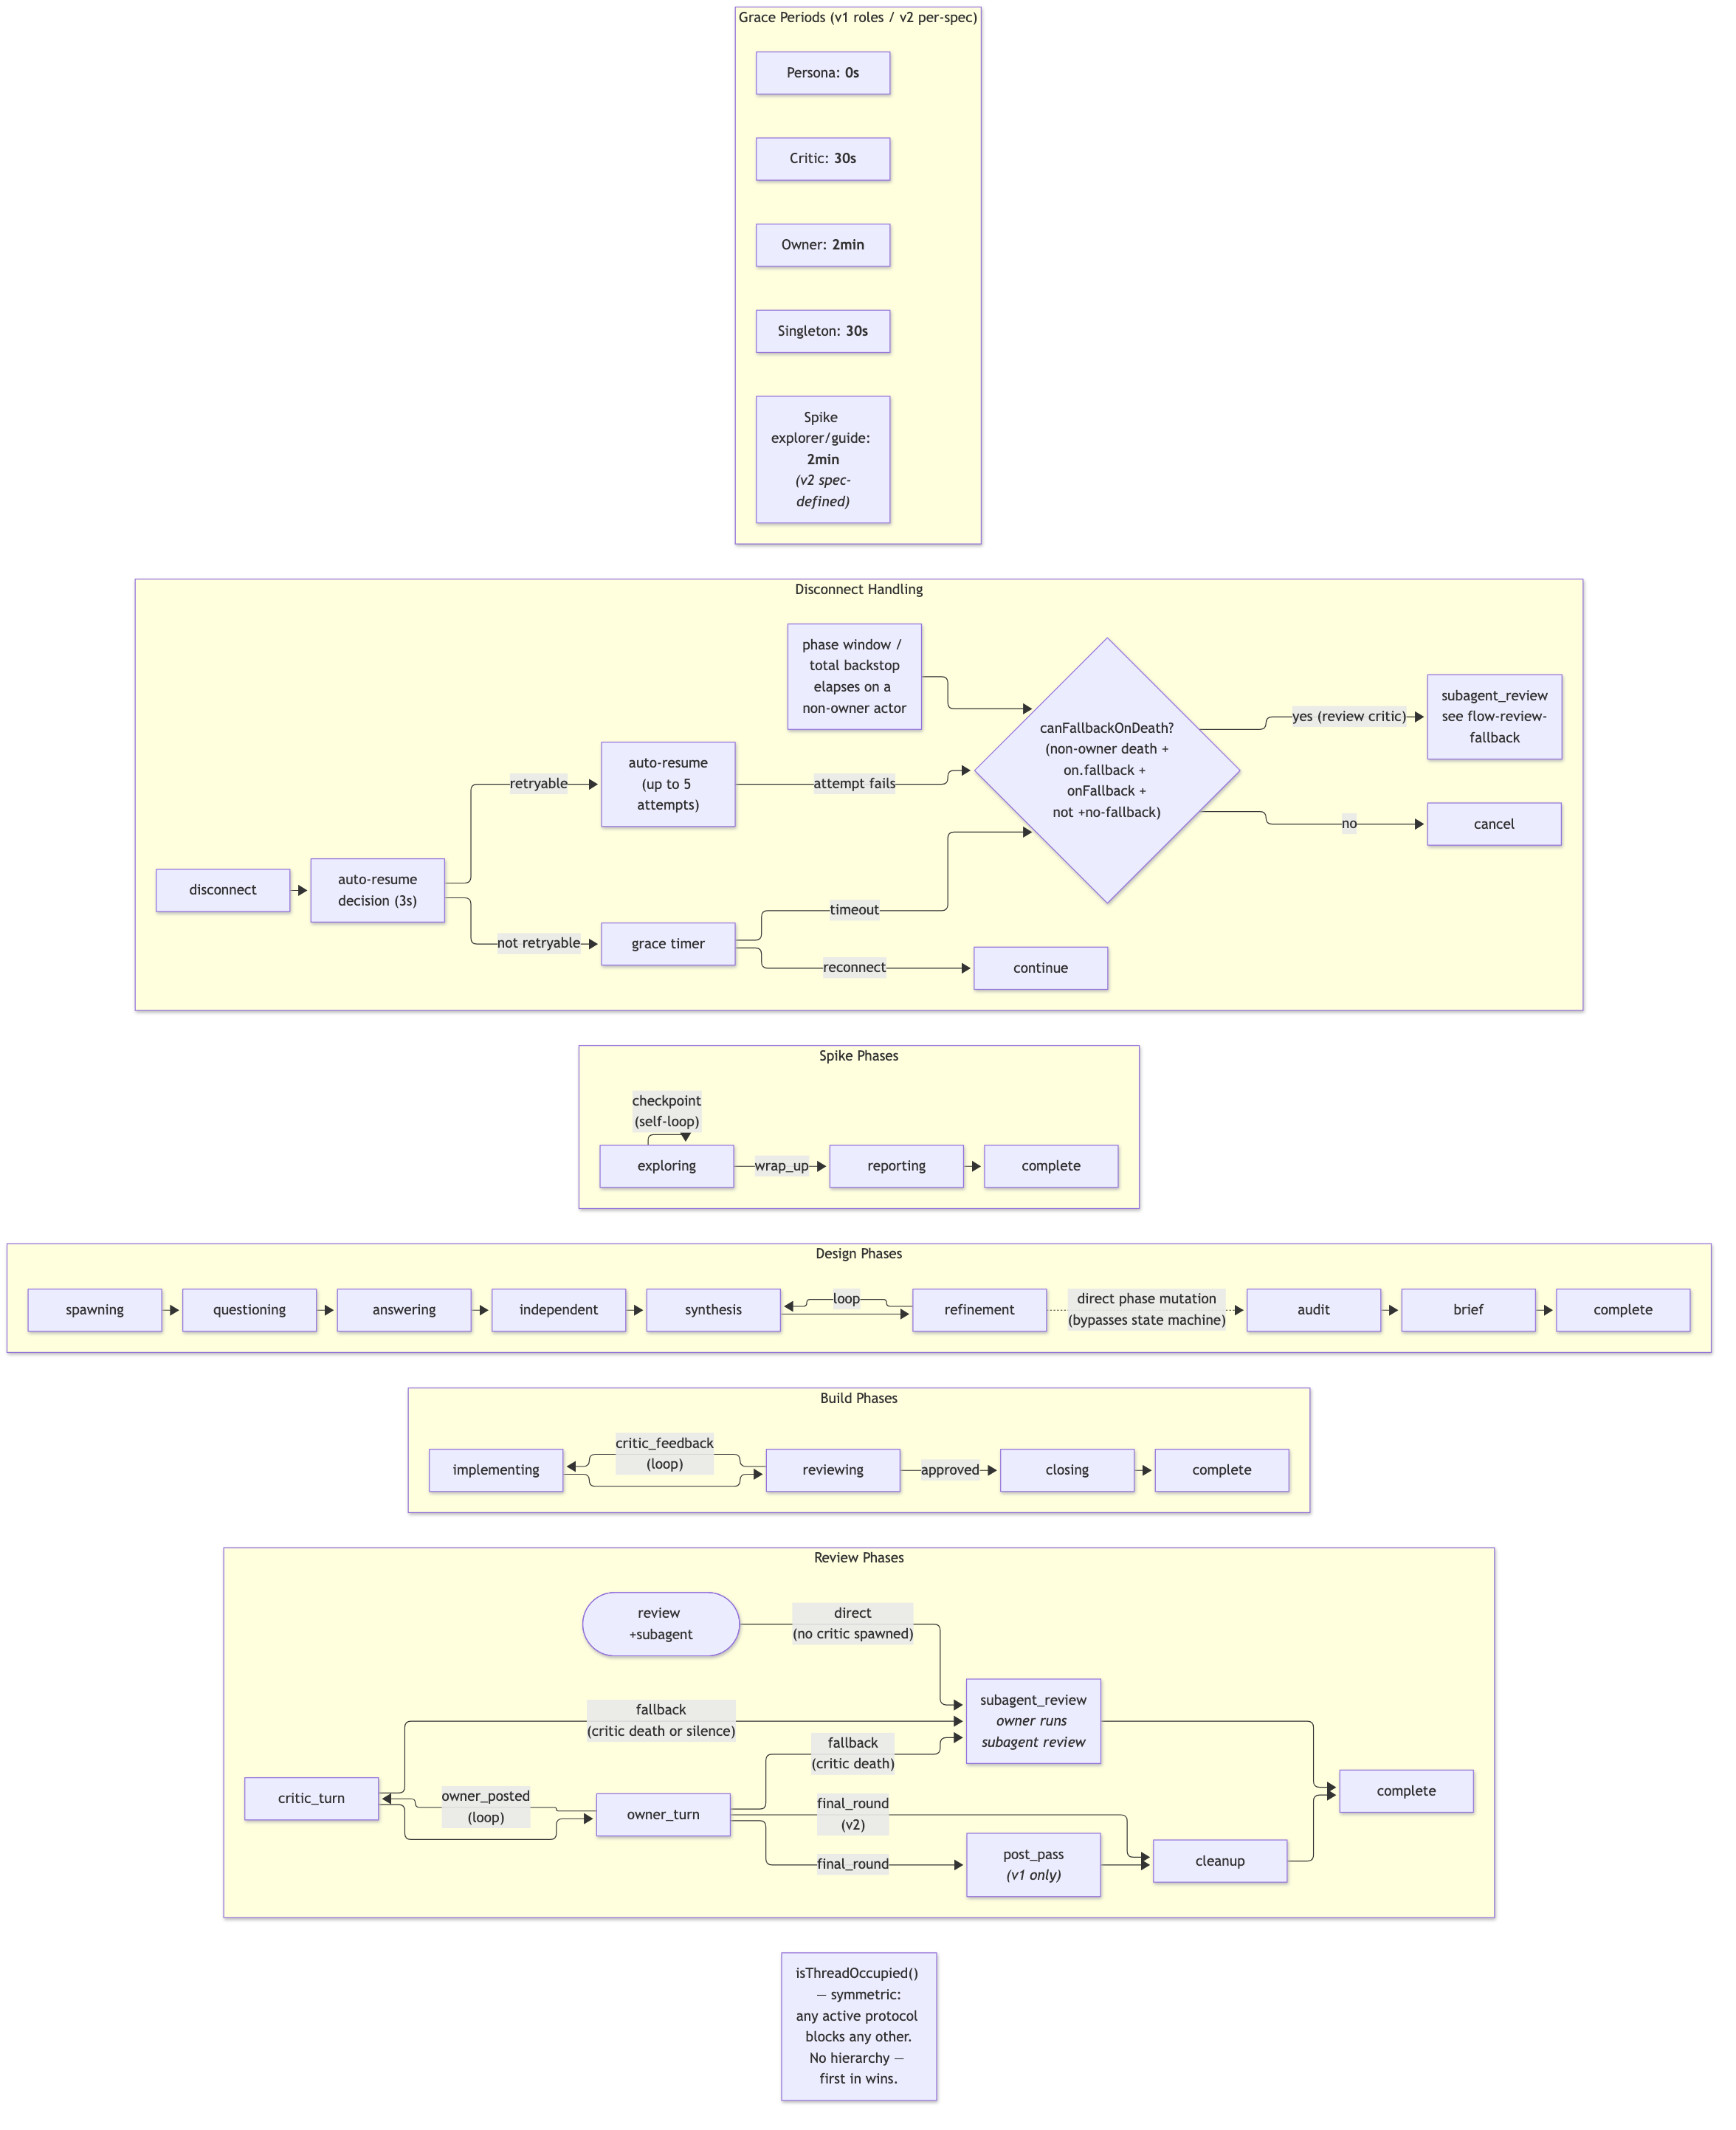 Grace Periods (v1 roles / v2 per-spec)
Persona: 0s
Critic: 30s
Owner: 2min
Singleton: 30s
Spike
explorer/guide:
2min
(v2 spec-
defined)
Disconnect Handling
phase window /
total backstop
elapses on a
non-owner actor
canFallbackOnDeath?
(non-owner death +
on.fallback +
onFallback +
not +no-fallback)
yes (review critic)
subagent_review
see flow-review-
fallback
retryable
auto-resume
(up to 5
attempts)
attempt fails
no
cancel
disconnect
auto-resume
decision (3s)
not retryable
grace timer
timeout
reconnect
continue
Spike Phases
checkpoint
(self-loop)
exploring
wrap_up
reporting
complete
Design Phases
spawning
questioning
answering
independent
synthesis
loop
refinement
direct phase mutation
(bypasses state machine)
audit
brief
complete
Build Phases
implementing
critic_feedback
(loop)
reviewing
approved
closing
complete
Review Phases
review
+subagent
direct
(no critic spawned)
fallback
(critic death or silence)
subagent_review
owner runs
subagent review
fallback
(critic death)
critic_turn
owner_posted
(loop)
owner_turn
final_round
(v2)
final_round
post_pass
(v1 only)
cleanup
complete
isThreadOccupied()
— symmetric:
any active protocol
blocks any other.
No hierarchy —
first in wins.